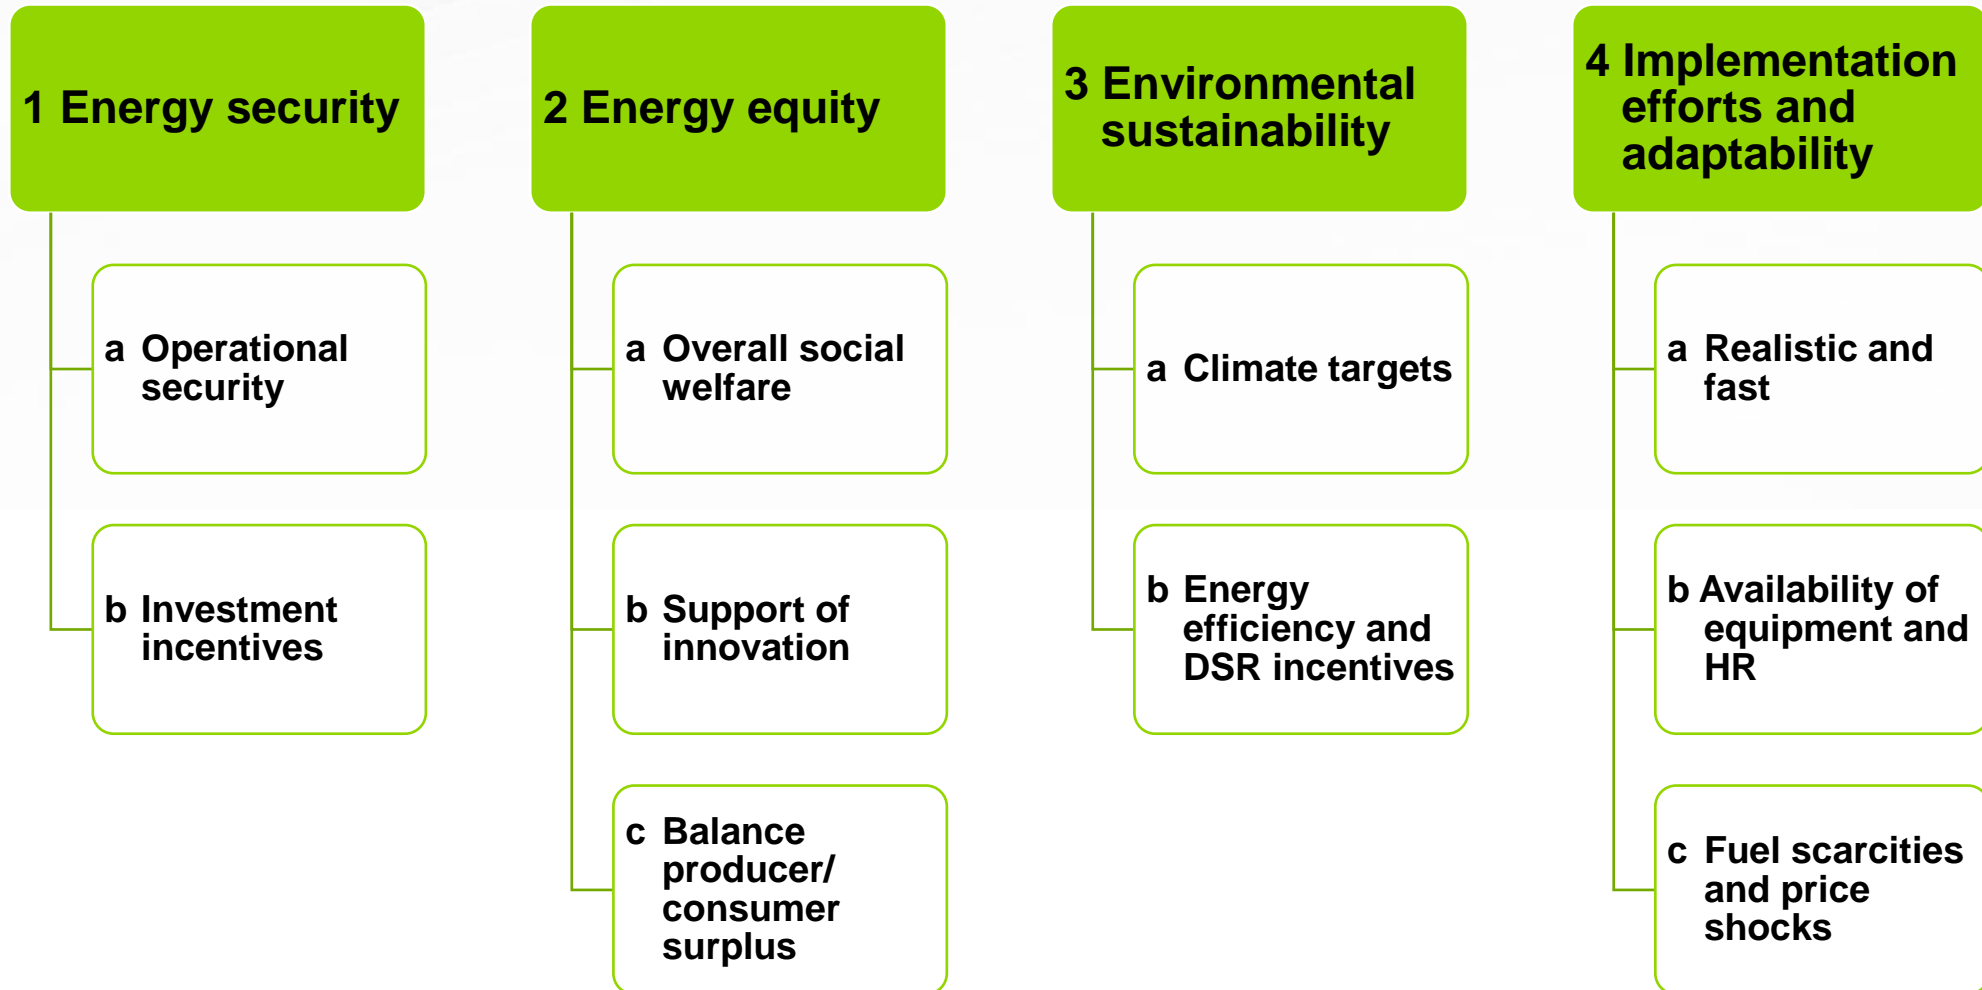 1 Energy security
a Operational
security
b Investment
incentives
2 Energy equity
a Overall social
welfare
b Support of
innovation
c Balance
producer/
consumer
surplus
3 Environmental
sustainability
a Climate targets
b Energy
efficiency and
DSR incentives
4 Implementation
efforts and
adaptability
a Realistic and
fast
b Availability of
equipment and
HR
c Fuel scarcities
and price
shocks